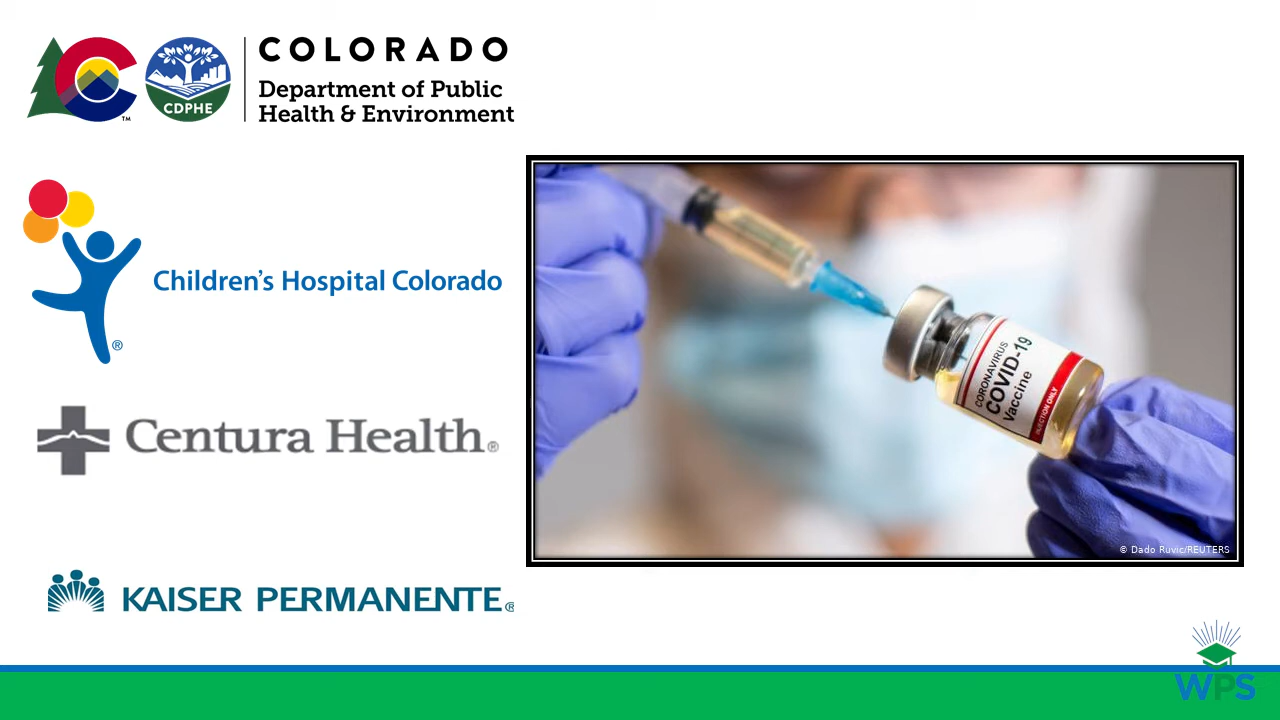 COLORADO
Department of Public
Health & Environment
CDPHE
TM
Children's Hospital Colorado
®
Centura Health®
KAISER PERMANENTE®
CORONAVIRUS
COVID-19
Vaccine
INJECTION ONLY
© Dado Ruvic/REUTERS
WPS